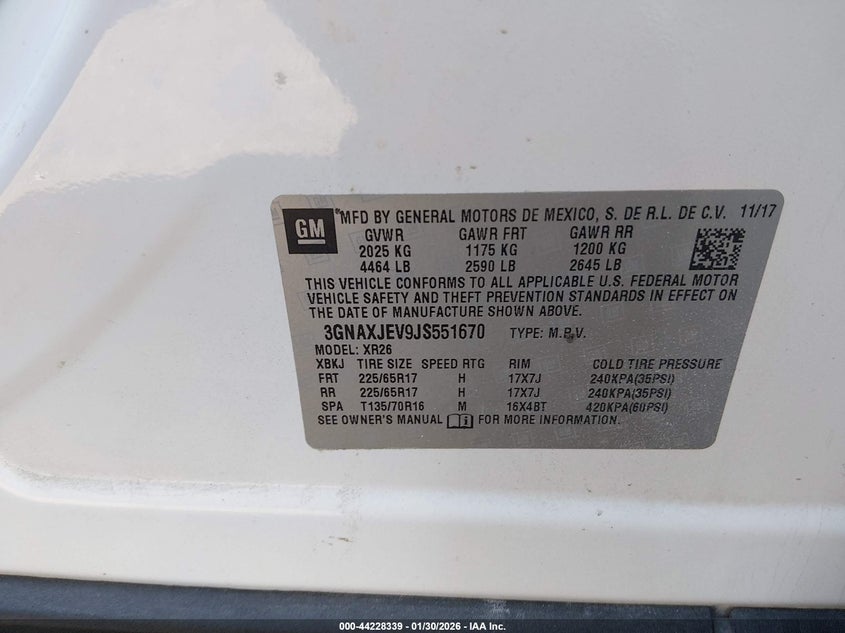 GM
MFD BY GENERAL MOTORS DE MEXICO, S. DE R.L. DE C.V. 11/17
GVWR GAWR FRT GAWR RR
2025 KG 1175 KG 1200 KG
4464 LB 2590 LB 2645 LB
THIS VEHICLE CONFORMS TO ALL APPLICABLE U.S. FEDERAL MOTOR
VEHICLE SAFETY AND THEFT PREVENTION STANDARDS IN EFFECT ON
THE DATE OF MANUFACTURE SHOWN ABOVE.
3GNAXJEV9JS551670 TYPE: M.P.V.
MODEL: XR26
XBKJ TIRE SIZE SPEED RTG RIM COLD TIRE PRESSURE
FRT 225/65R17 H 17X7J 240KPA(35PSI)
RR 225/65R17 H 17X7J 240KPA(35PSI)
SPA T135/70R16 M 16X4BT 420KPA(60PSI)
SEE OWNER'S MANUAL FOR MORE INFORMATION.
000-44228339 - 01/30/2026 - IAA Inc.